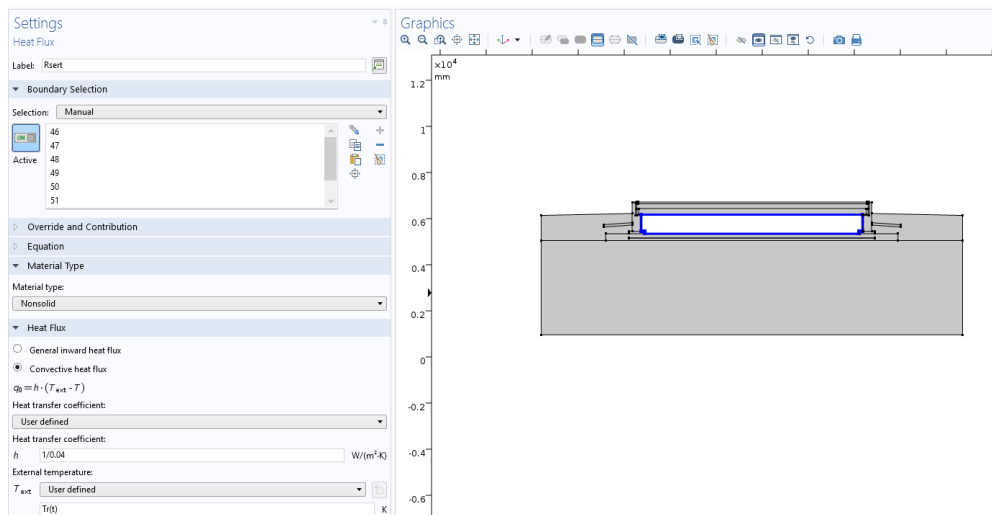 Settings
Heat Flux
Label: Rsert
Boundary Selection
Selection: Manual
ON
Active
46
47
48
49
50
51
Override and Contribution
Equation
Material Type
Material type:
Nonsolid
Heat Flux
General inward heat flux
Convective heat flux
q₀=h·(Text - T)
Heat transfer coefficient:
User defined
Heat transfer coefficient:
h 1/0.04 W/(m²·K)
External temperature:
Text User defined
Tr(t) K
Graphics
×10⁴
mm
1.2
1
0.8
0.6
0.4
0.2
0
-0.2
-0.4
-0.6